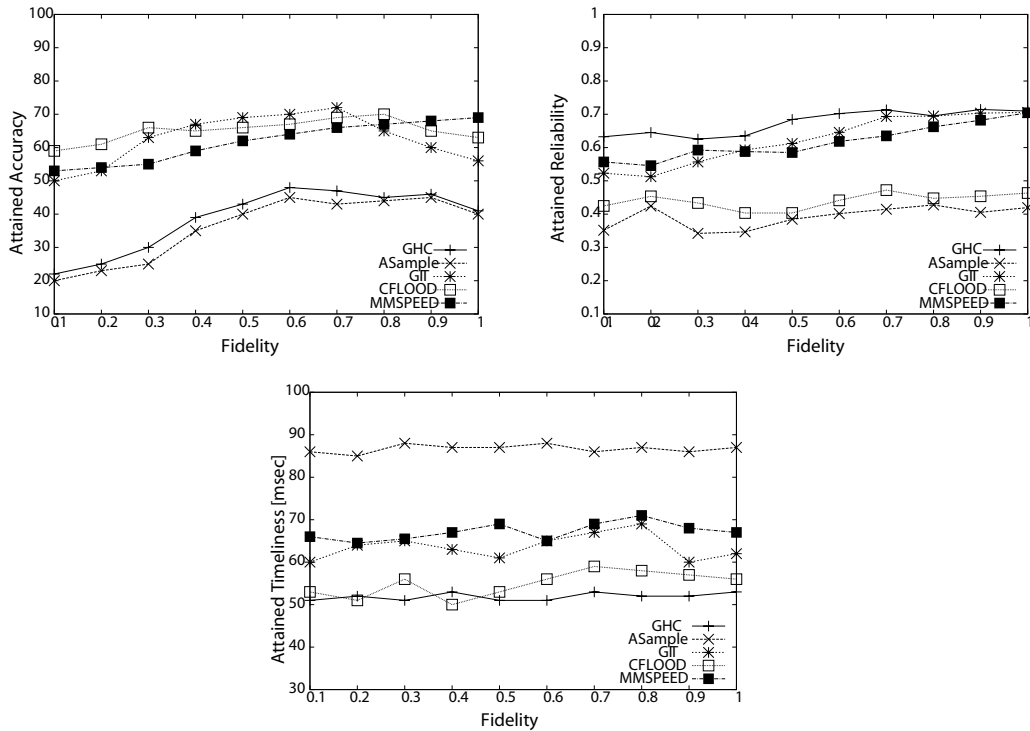 100
90
80
70
60
50
40
30
20
10
Attained Accuracy
0.1 0.2 0.3 0.4 0.5 0.6 0.7 0.8 0.9 1
Fidelity
GHC
ASample
GIT
CFLOOD
MMSPEED
1
0.9
0.8
0.7
0.6
0.5
0.4
0.3
0.2
0.1
Attained Reliability
0.1 0.2 0.3 0.4 0.5 0.6 0.7 0.8 0.9 1
Fidelity
GHC
ASample
GIT
CFLOOD
MMSPEED
100
90
80
70
60
50
40
30
Attained Timeliness [msec]
0.1 0.2 0.3 0.4 0.5 0.6 0.7 0.8 0.9 1
Fidelity
GHC
ASample
GIT
CFLOOD
MMSPEED